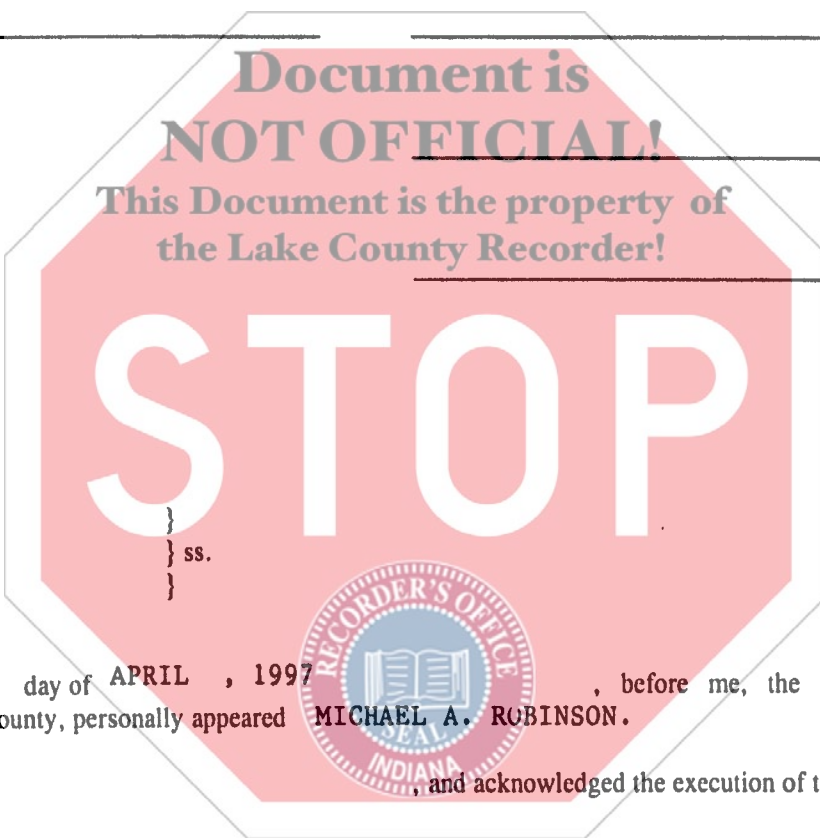 Document is
NOT OFFICIAL!
This Document is the property of
the Lake County Recorder!
STOP
}
} ss.
}
RECORDER'S OFFICE
SEAL
INDIANA
day of APRIL , 1997 , before me, the
ounty, personally appeared MICHAEL A. ROBINSON.
, and acknowledged the execution of t